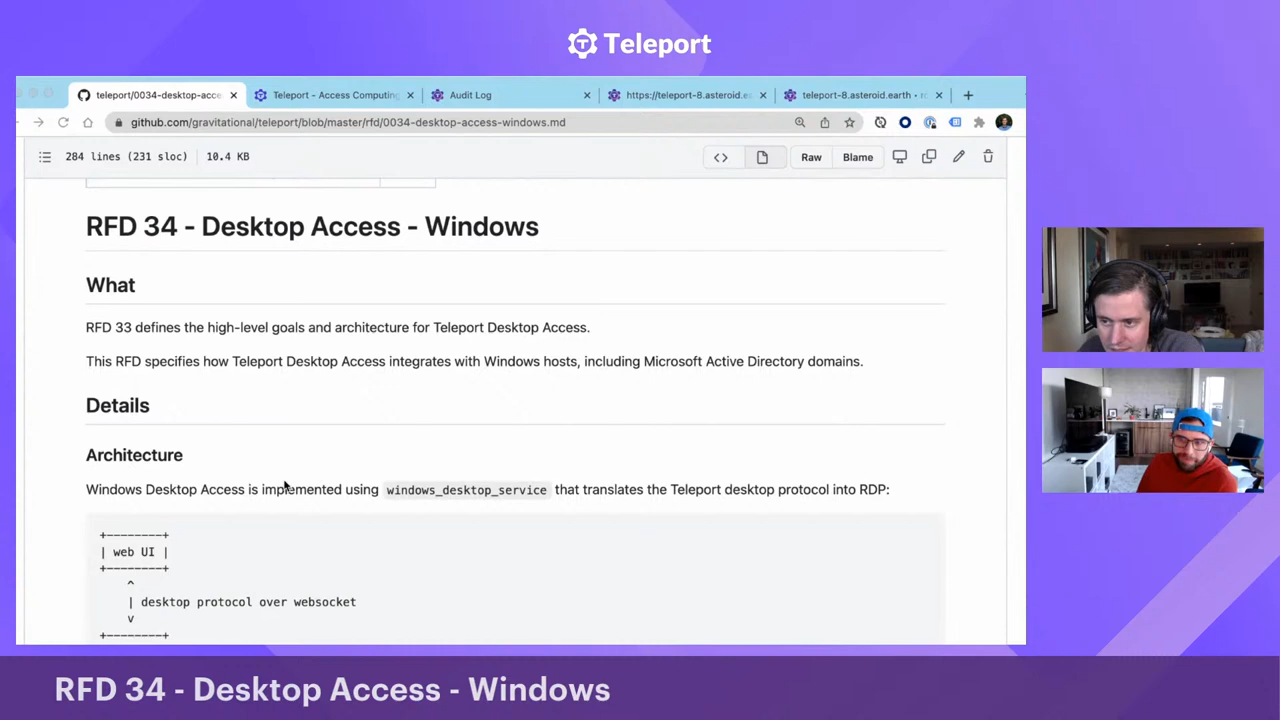 Teleport
teleport/0034-desktop-acce
Teleport - Access Computing
Audit Log
https://teleport-8.asteroid.ea
teleport-8.asteroid.earth • ro
github.com/gravitational/teleport/blob/master/rfd/0034-desktop-access-windows.md
284 lines (231 sloc) 10.4 KB
Raw
Blame
RFD 34 - Desktop Access - Windows
What
RFD 33 defines the high-level goals and architecture for Teleport Desktop Access.
This RFD specifies how Teleport Desktop Access integrates with Windows hosts, including Microsoft Active Directory domains.
Details
Architecture
Windows Desktop Access is implemented using windows_desktop_service that translates the Teleport desktop protocol into RDP:
+--------+
| web UI |
+--------+
^
| desktop protocol over websocket
v
+--------+
RFD 34 - Desktop Access - Windows